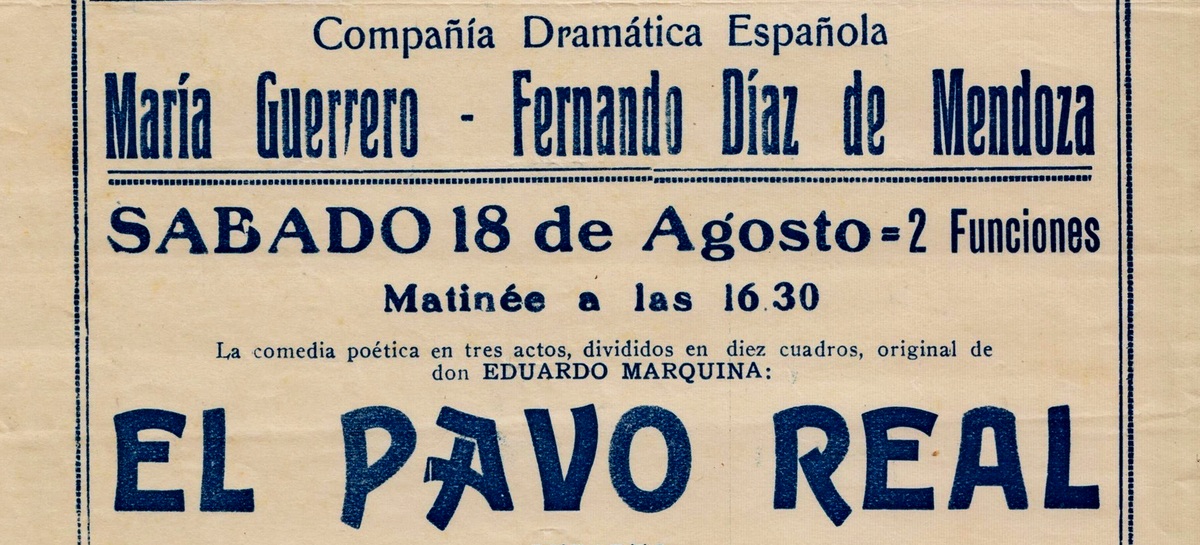 Compañía Dramática Española
María Guerrero - Fernando Díaz de Mendoza
SABADO 18 de Agosto = 2 Funciones
Matinée a las 16.30
La comedia poética en tres actos, divididos en diez cuadros, original de
don EDUARDO MARQUINA:
EL PAVO REAL